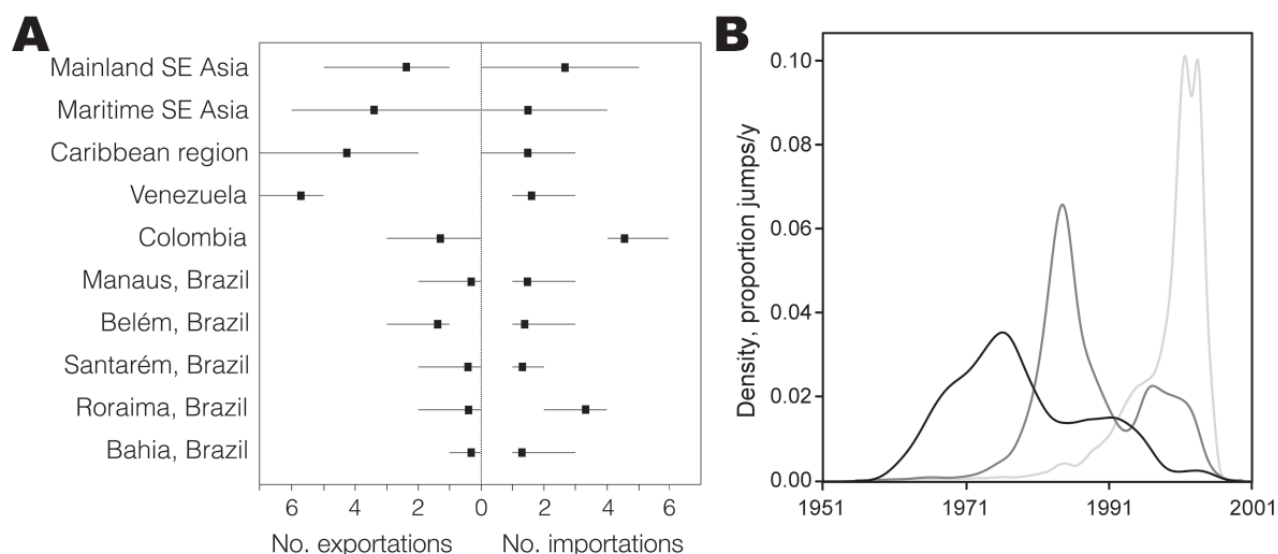 A
Mainland SE Asia
Maritime SE Asia
Caribbean region
Venezuela
Colombia
Manaus, Brazil
Belém, Brazil
Santarém, Brazil
Roraima, Brazil
Bahia, Brazil
6 4 2 0 2 4 6
No. exportations No. importations
B
Density, proportion jumps/y
0.10
0.08
0.06
0.04
0.02
0.00
1951 1971 1991 2001